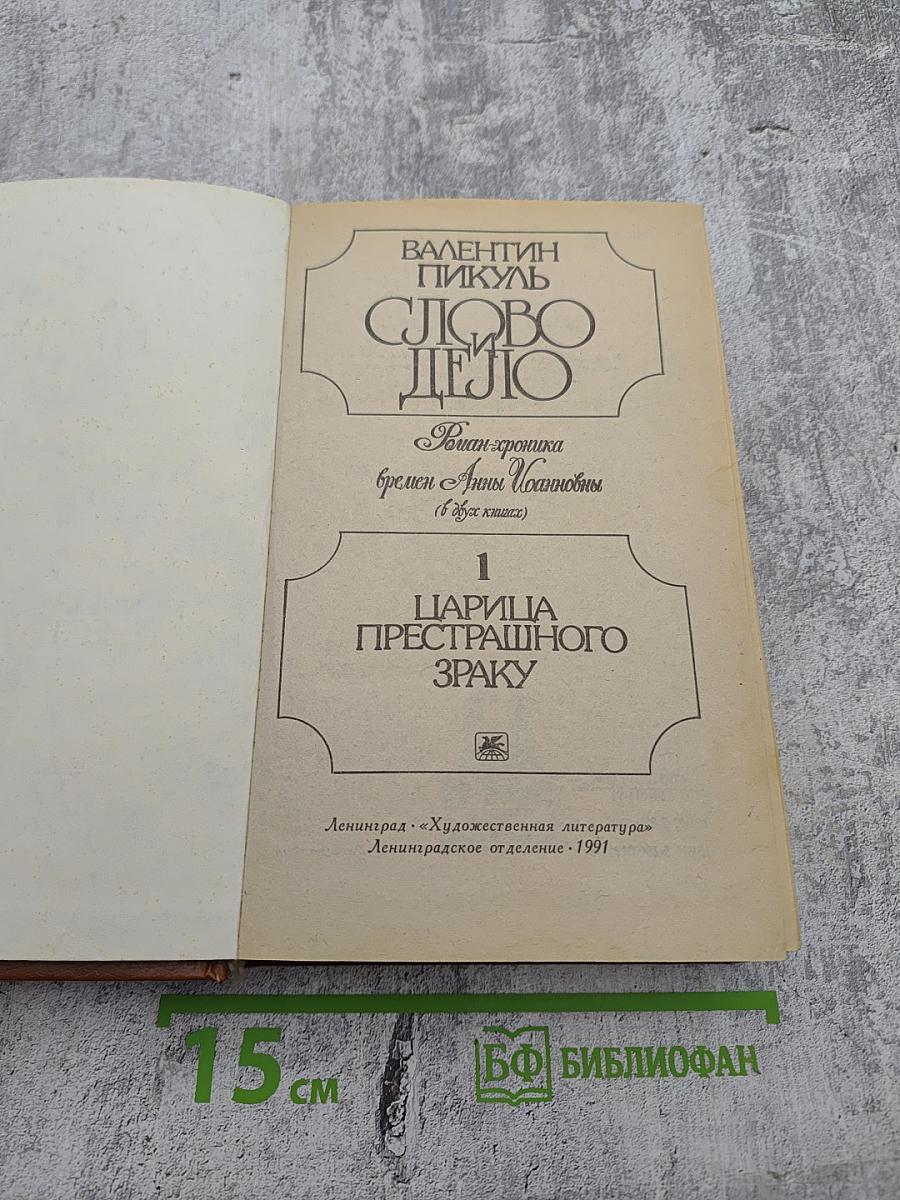 ВАЛЕНТИН
ПИКУЛЬ
СЛОВО
И
ДЕЛО
Роман-хроника
времен Анны Иоанновны
(в двух книгах)
1
ЦАРИЦА
ПРЕСТРАШНОГО
ЗРАКУ
Ленинград · «Художественная литература»
Ленинградское отделение · 1991
15 см
БФ БИБЛИОФАН